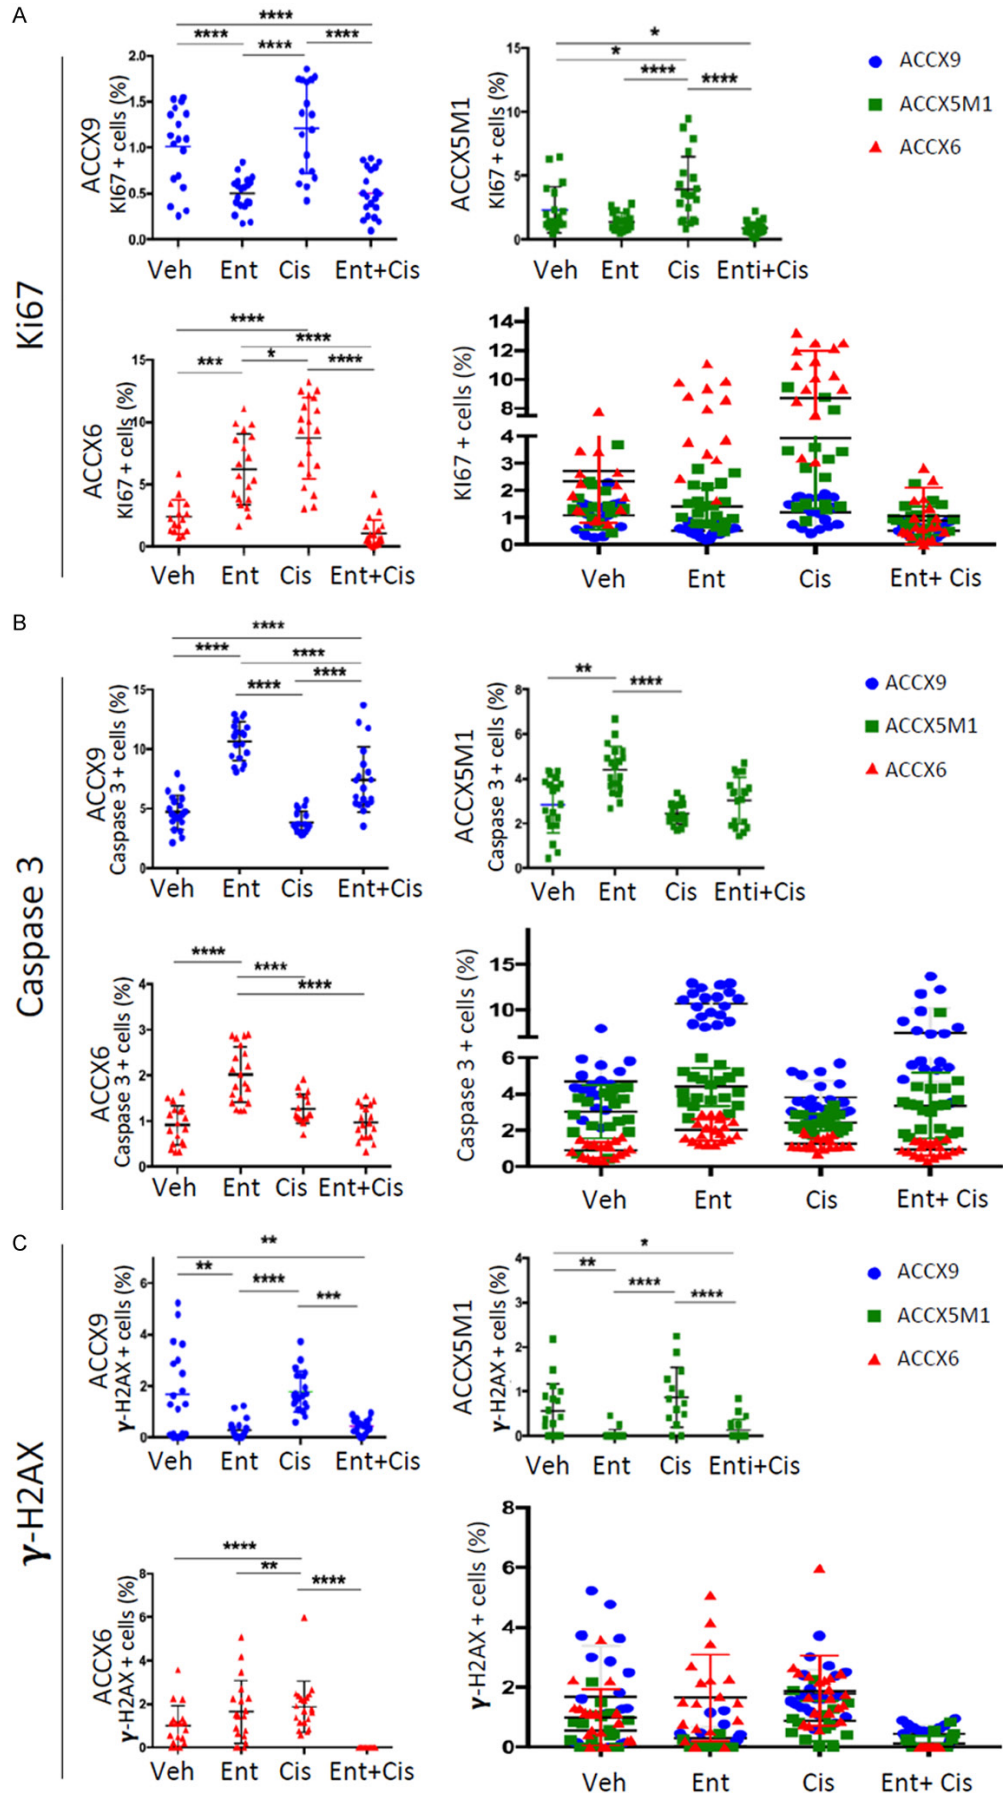 A
****
****
****
****
ACCX9
KI67 + cells (%)
2.0
1.5
1.0
0.5
0.0
Veh Ent Cis Ent+Cis
*
*
****
****
ACCX5M1
KI67 + cells (%)
15
10
5
0
Veh Ent Cis Enti+Cis
ACCX9
ACCX5M1
ACCX6
Ki67
****
****
***
*
****
ACCX6
KI67 + cells (%)
15
10
5
0
Veh Ent Cis Ent+Cis
KI67 + cells (%)
14
12
10
8
4
3
2
1
0
Veh Ent Cis Ent+ Cis
B
****
****
****
****
****
ACCX9
Caspase 3 + cells (%)
15
10
5
0
Veh Ent Cis Ent+Cis
**
****
ACCX5M1
Caspase 3 + cells (%)
8
6
4
2
0
Veh Ent Cis Enti+Cis
ACCX9
ACCX5M1
ACCX6
Caspase 3
****
****
****
ACCX6
Caspase 3 + cells (%)
4
3
2
1
0
Veh Ent Cis Ent+Cis
Caspase 3 + cells (%)
15
10
6
4
2
0
Veh Ent Cis Ent+ Cis
C
**
**
****
***
ACCX9
γ-H2AX + cells (%)
6
4
2
0
Veh Ent Cis Ent+Cis
*
**
****
****
ACCX5M1
γ-H2AX + cells (%)
4
3
2
1
0
Veh Ent Cis Enti+Cis
ACCX9
ACCX5M1
ACCX6
γ-H2AX
****
**
****
ACCX6
γ-H2AX + cells (%)
8
6
4
2
0
Veh Ent Cis Ent+Cis
γ-H2AX + cells (%)
8
6
4
2
0
Veh Ent Cis Ent+ Cis